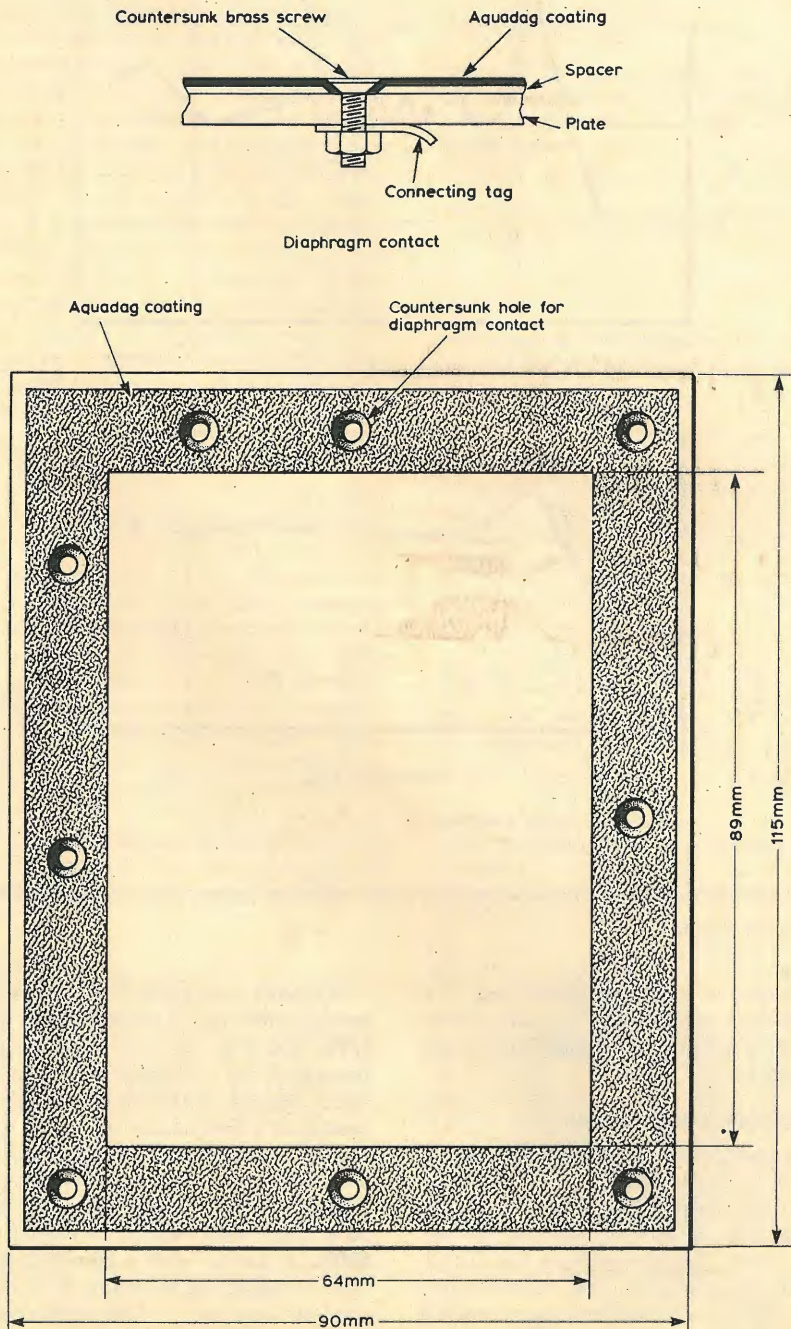 Countersunk brass screw
Aquadag coating
Spacer
Plate
Connecting tag
Diaphragm contact
Aquadag coating
Countersunk hole for
diaphragm contact
89mm
115mm
64mm
90mm